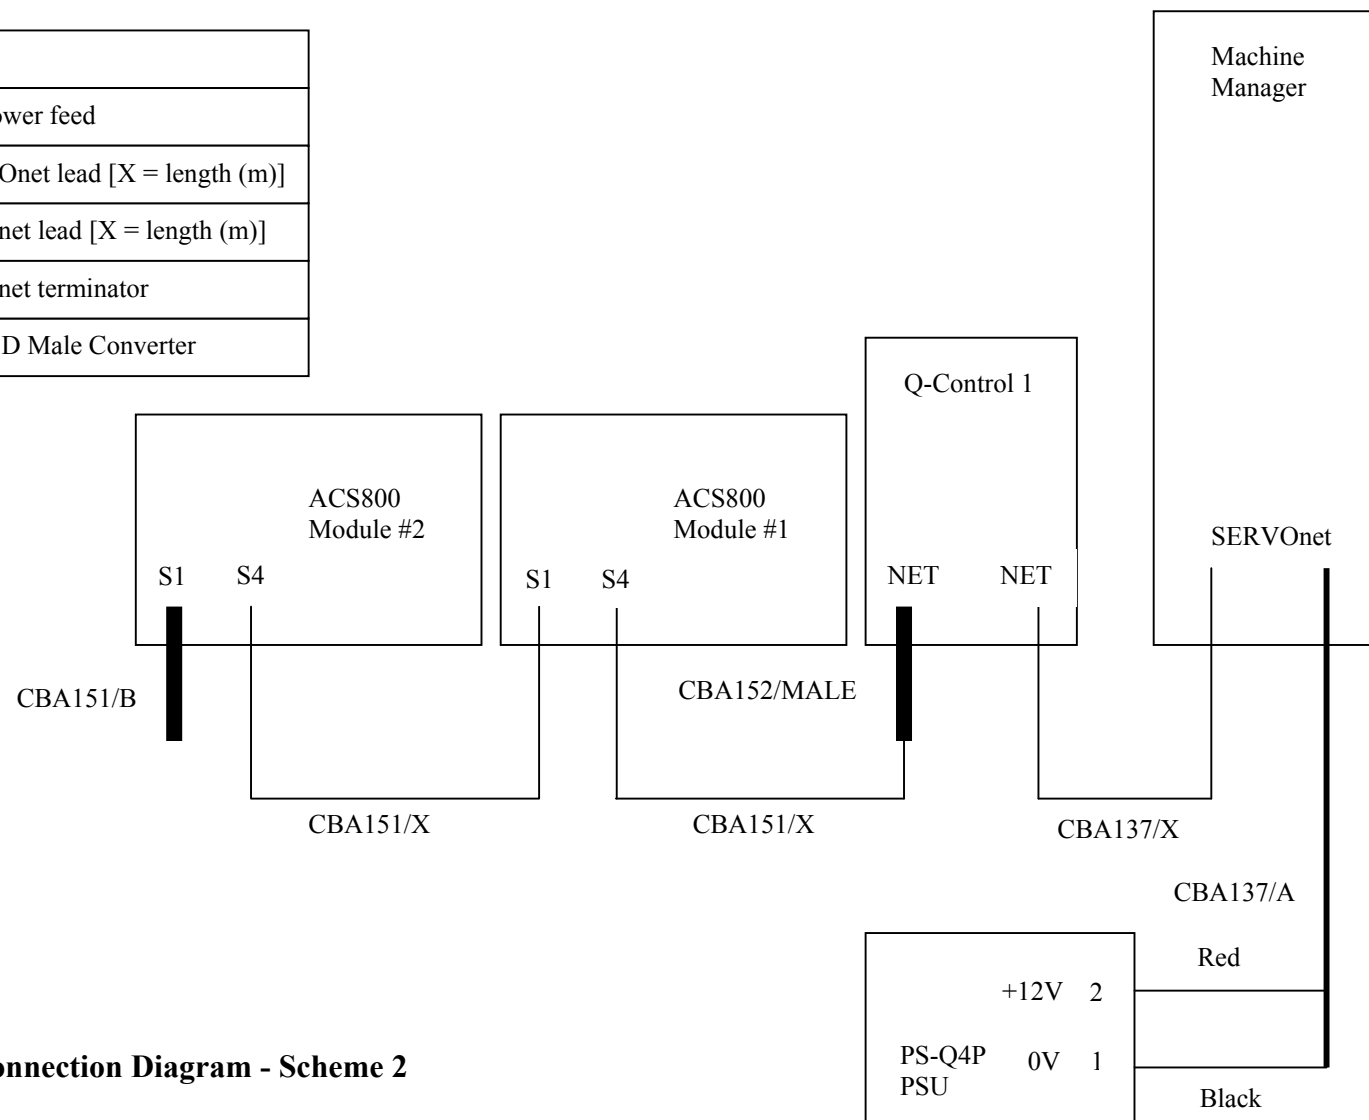 ower feed
Onet lead [X = length (m)]
net lead [X = length (m)]
net terminator
D Male Converter
Machine
Manager
Q-Control 1
ACS800
Module #2
ACS800
Module #1
SERVOnet
S1 S4
S1 S4
NET NET
CBA151/B
CBA152/MALE
CBA151/X
CBA151/X
CBA137/X
CBA137/A
Red
+12V 2
PS-Q4P
PSU
0V 1
Black
onnection Diagram - Scheme 2